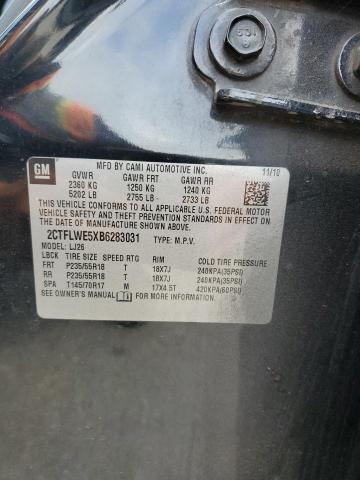 GM
MFD BY CAMI AUTOMOTIVE INC. 11/10
GVWR GAWR FRT GAWR RR
2360 KG 1250 KG 1240 KG
5202 LB 2755 LB 2733 LB
THIS VEHICLE CONFORMS TO ALL APPLICABLE U.S. FEDERAL MOTOR
VEHICLE SAFETY AND THEFT PREVENTION STANDARDS IN EFFECT ON
THE DATE OF MANUFACTURE SHOWN ABOVE.
2CTFLWE5XB6283031 TYPE: M.P.V.
MODEL: LJ26
LBCK TIRE SIZE SPEED RTG RIM COLD TIRE PRESSURE
FRT P235/55R18 T 18X7J 240KPA(35PSI)
RR P235/55R18 T 18X7J 240KPA(35PSI)
SPA T145/70R17 M 17X4.5T 420KPA(60PSI)
SEE OWNER'S MANUAL FOR MORE INFORMATION.